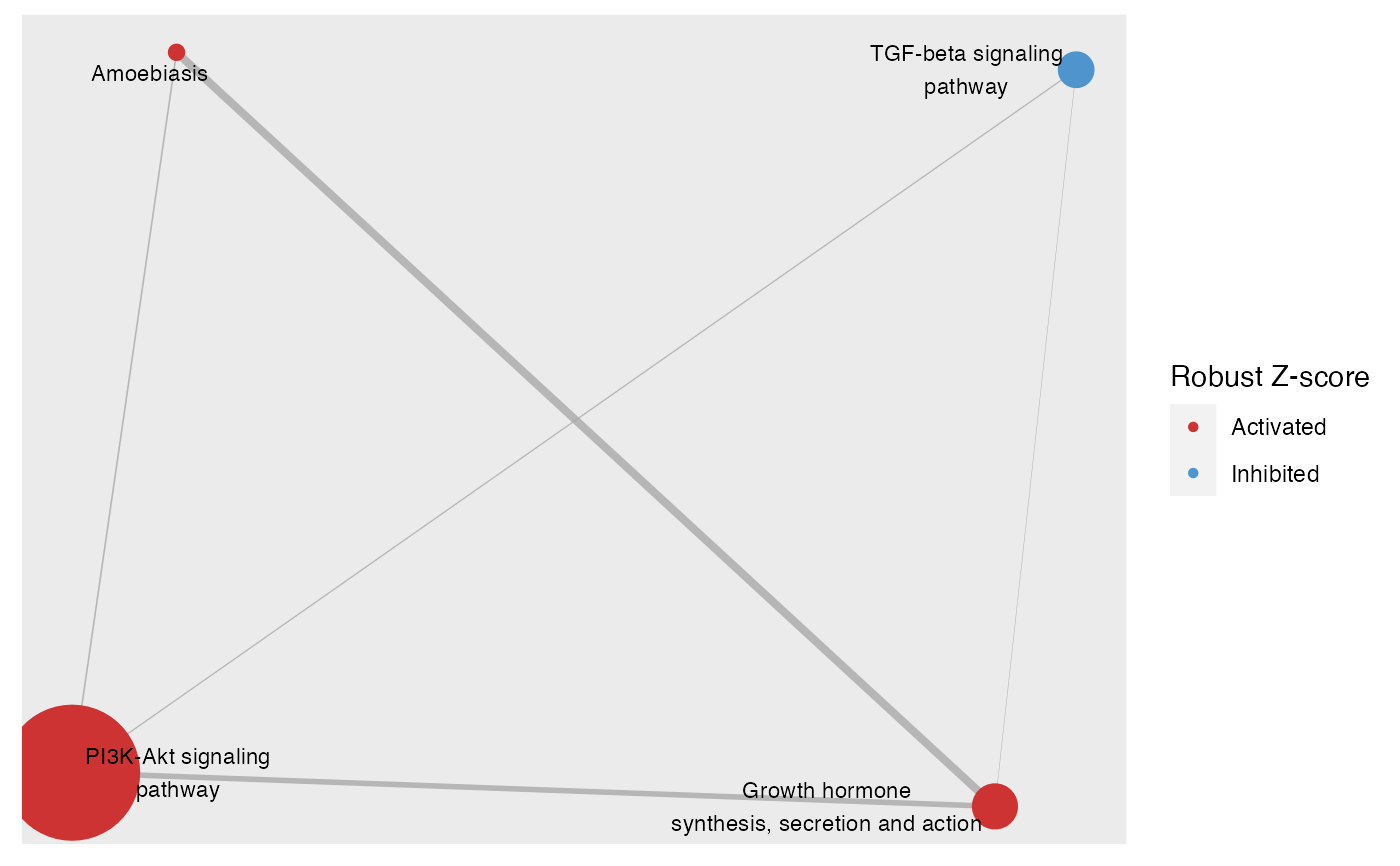 Amoebiasis
TGF-beta signaling
pathway
PI3K-Akt signaling
pathway
Growth hormone
synthesis, secretion and action
Robust Z-score
Activated
Inhibited